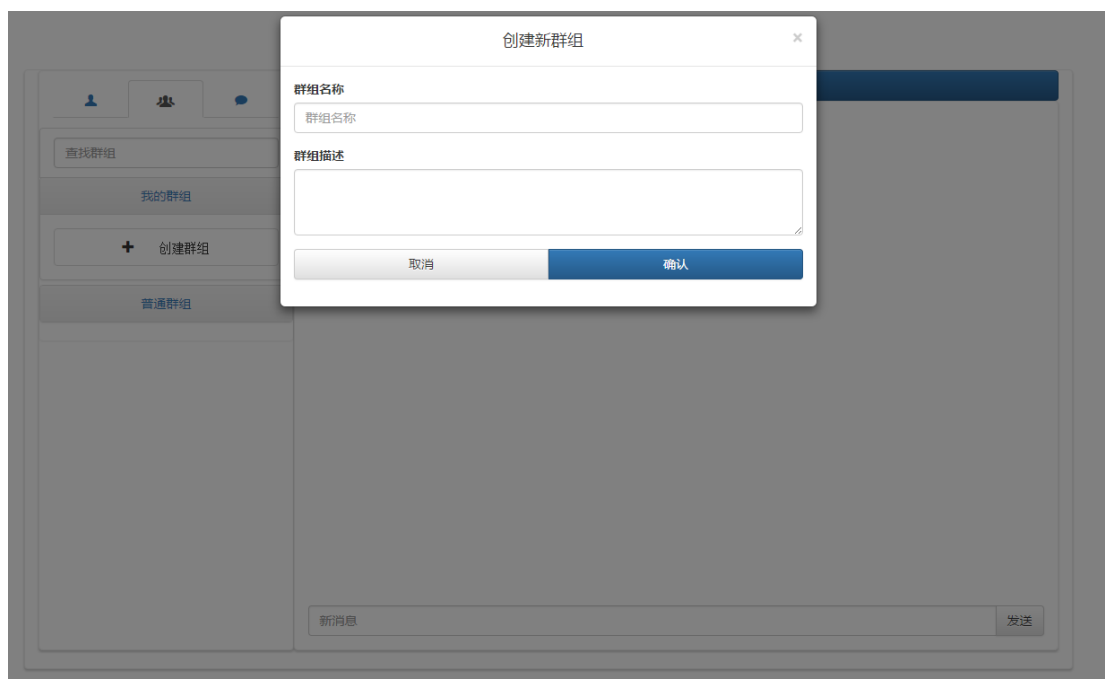 创建新群组
×
群组名称
群组名称
群组描述
取消
确认
查找群组
我的群组
创建群组
普通群组
新消息
发送